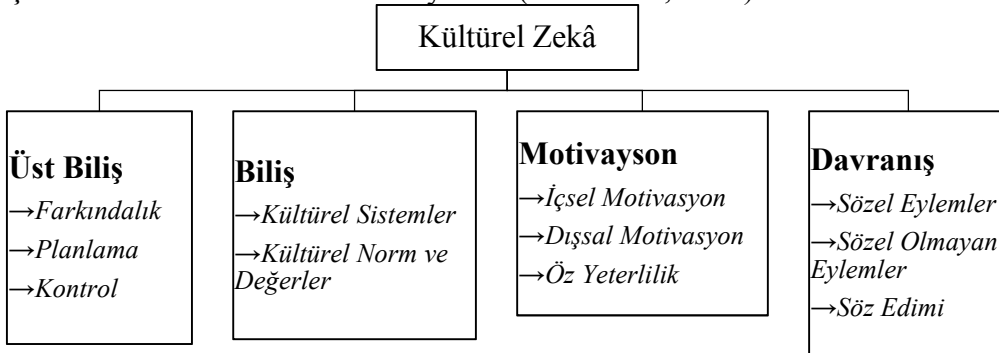 Kültürel Zekâ
Üst Biliş
→Farkındalık
→Planlama
→Kontrol
Biliş
→Kültürel Sistemler
→Kültürel Norm ve
Değerler
Motivayson
→İçsel Motivasyon
→Dışsal Motivasyon
→Öz Yeterlilik
Davranış
→Sözel Eylemler
→Sözel Olmayan
Eylemler
→Söz Edimi